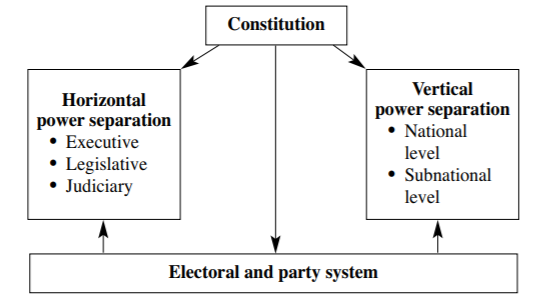 Constitution
Horizontal
power separation
• Executive
• Legislative
• Judiciary
Vertical
power separation
• National
level
• Subnational
level
Electoral and party system